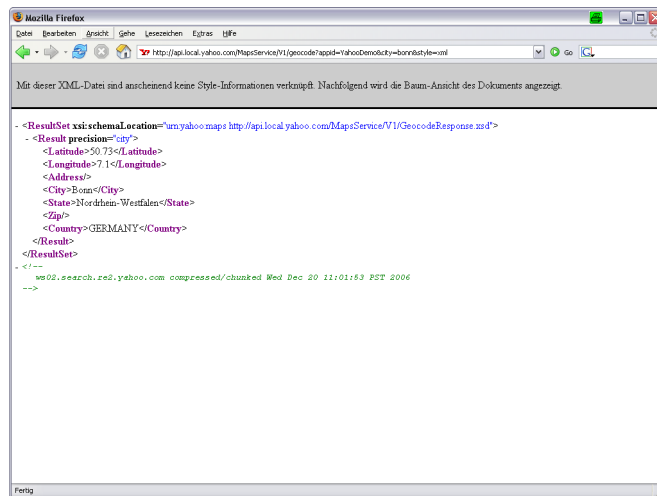 Mozilla Firefox
Datei Bearbeiten Ansicht Gehe Lesezeichen Extras Hilfe
http://api.local.yahoo.com/MapsService/V1/geocode?appid=YahooDemo&city=bonn&style=xml Go
Mit dieser XML-Datei sind anscheinend keine Style-Informationen verknüpft. Nachfolgend wird die Baum-Ansicht des Dokuments angezeigt.
- <ResultSet xsi:schemaLocation="urn:yahoo:maps http://api.local.yahoo.com/MapsService/V1/GeocodeResponse.xsd">
- <Result precision="city">
<Latitude>50.73</Latitude>
<Longitude>7.1</Longitude>
<Address/>
<City>Bonn</City>
<State>Nordrhein-Westfalen</State>
<Zip/>
<Country>GERMANY</Country>
</Result>
</ResultSet>
- <!--
ws02.search.re2.yahoo.com compressed/chunked Wed Dec 20 11:01:53 PST 2006
-->
Fertig